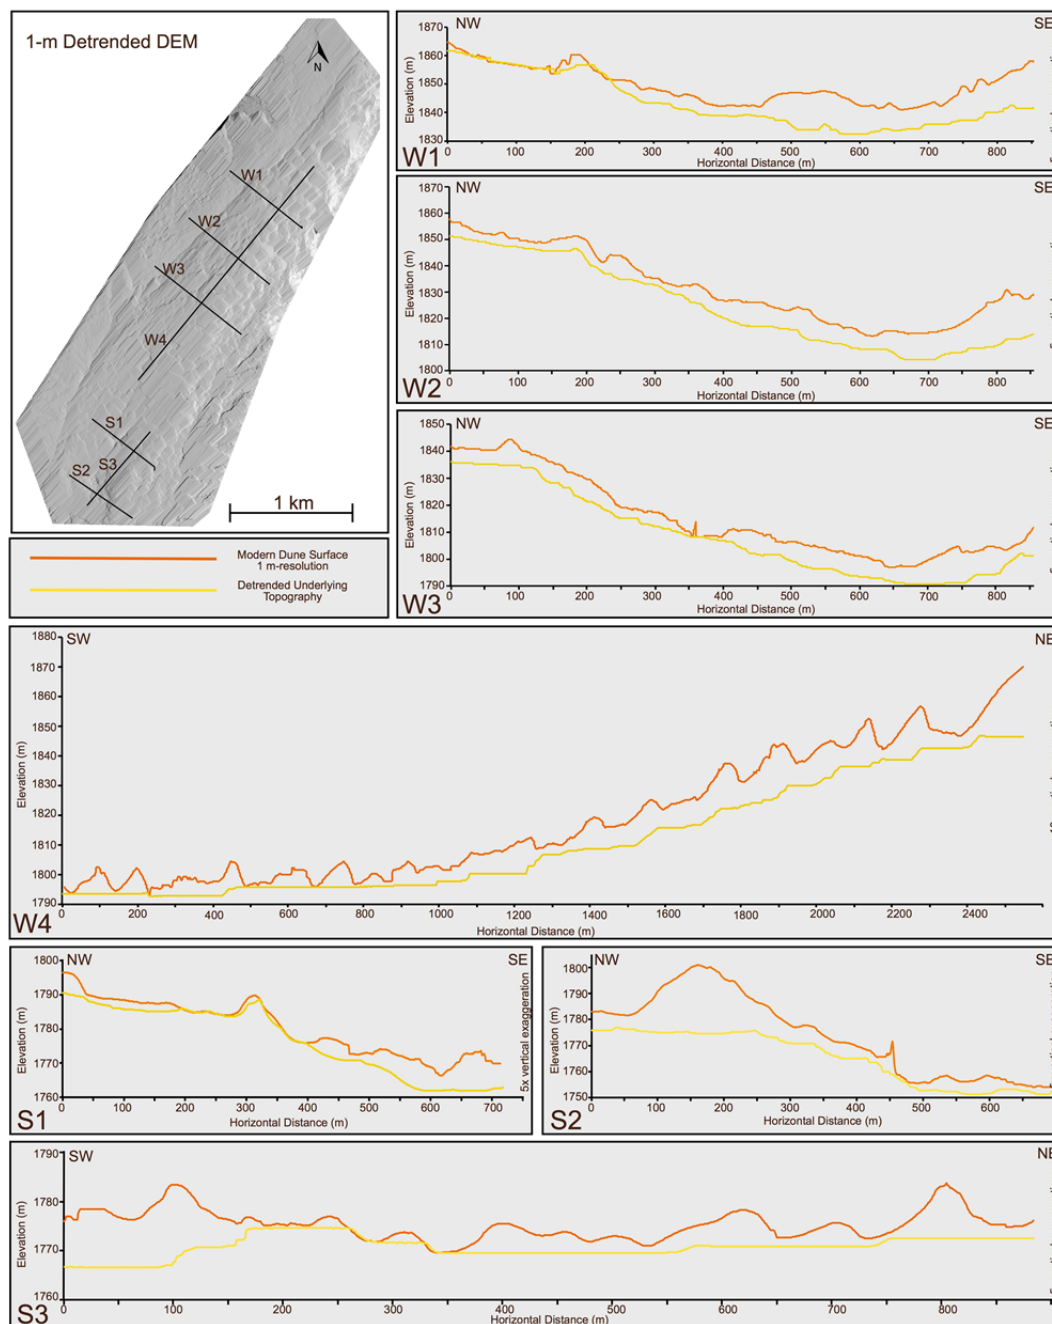 1-m Detrended DEM
N
W1
W2
W3
W4
S1
S3
S2
1 km
Modern Dune Surface
1 m-resolution
Detrended Underlying
Topography
NW
SE
1870
1860
1850
1840
1830
Elevation (m)
0 100 200 300 400 500 600 700 800
Horizontal Distance (m)
W1
NW
SE
1870
1860
1850
1840
1830
1820
1810
1800
Elevation (m)
0 100 200 300 400 500 600 700 800
Horizontal Distance (m)
W2
NW
SE
1850
1840
1830
1820
1810
1800
1790
Elevation (m)
0 100 200 300 400 500 600 700 800
Horizontal Distance (m)
W3
SW
NE
1880
1870
1860
1850
1840
1830
1820
1810
1800
1790
Elevation (m)
0 200 400 600 800 1000 1200 1400 1600 1800 2000 2200 2400
Horizontal Distance (m)
W4
NW
SE
1800
1790
1780
1770
1760
Elevation (m)
0 100 200 300 400 500 600 700
Horizontal Distance (m)
S1
5x vertical exaggeration
NW
SE
1800
1790
1780
1770
1760
1750
Elevation (m)
0 100 200 300 400 500 600
Horizontal Distance (m)
S2
SW
NE
1790
1780
1770
1760
Elevation (m)
0 100 200 300 400 500 600 700 800
Horizontal Distance (m)
S3